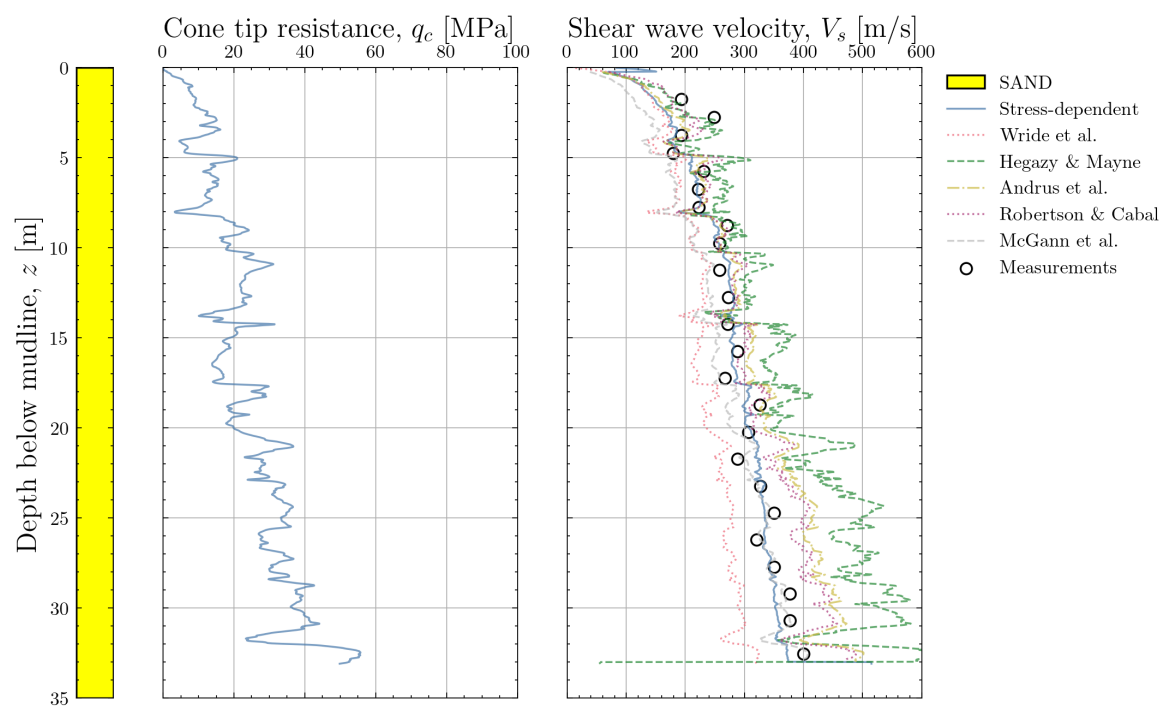 Cone tip resistance, q_c [MPa]
Shear wave velocity, V_s [m/s]
0 20 40 60 80 100
0 100 200 300 400 500 600
Depth below mudline, z [m]
0
5
10
15
20
25
30
35
SAND
Stress-dependent
Wride et al.
Hegazy & Mayne
Andrus et al.
Robertson & Cabal
McGann et al.
Measurements